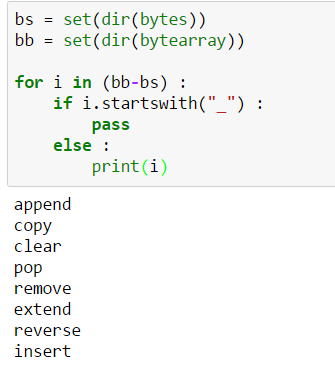 bs = set(dir(bytes))
bb = set(dir(bytearray))

for i in (bb-bs) :
    if i.startswith("_") :
        pass
    else :
        print(i)
append
copy
clear
pop
remove
extend
reverse
insert